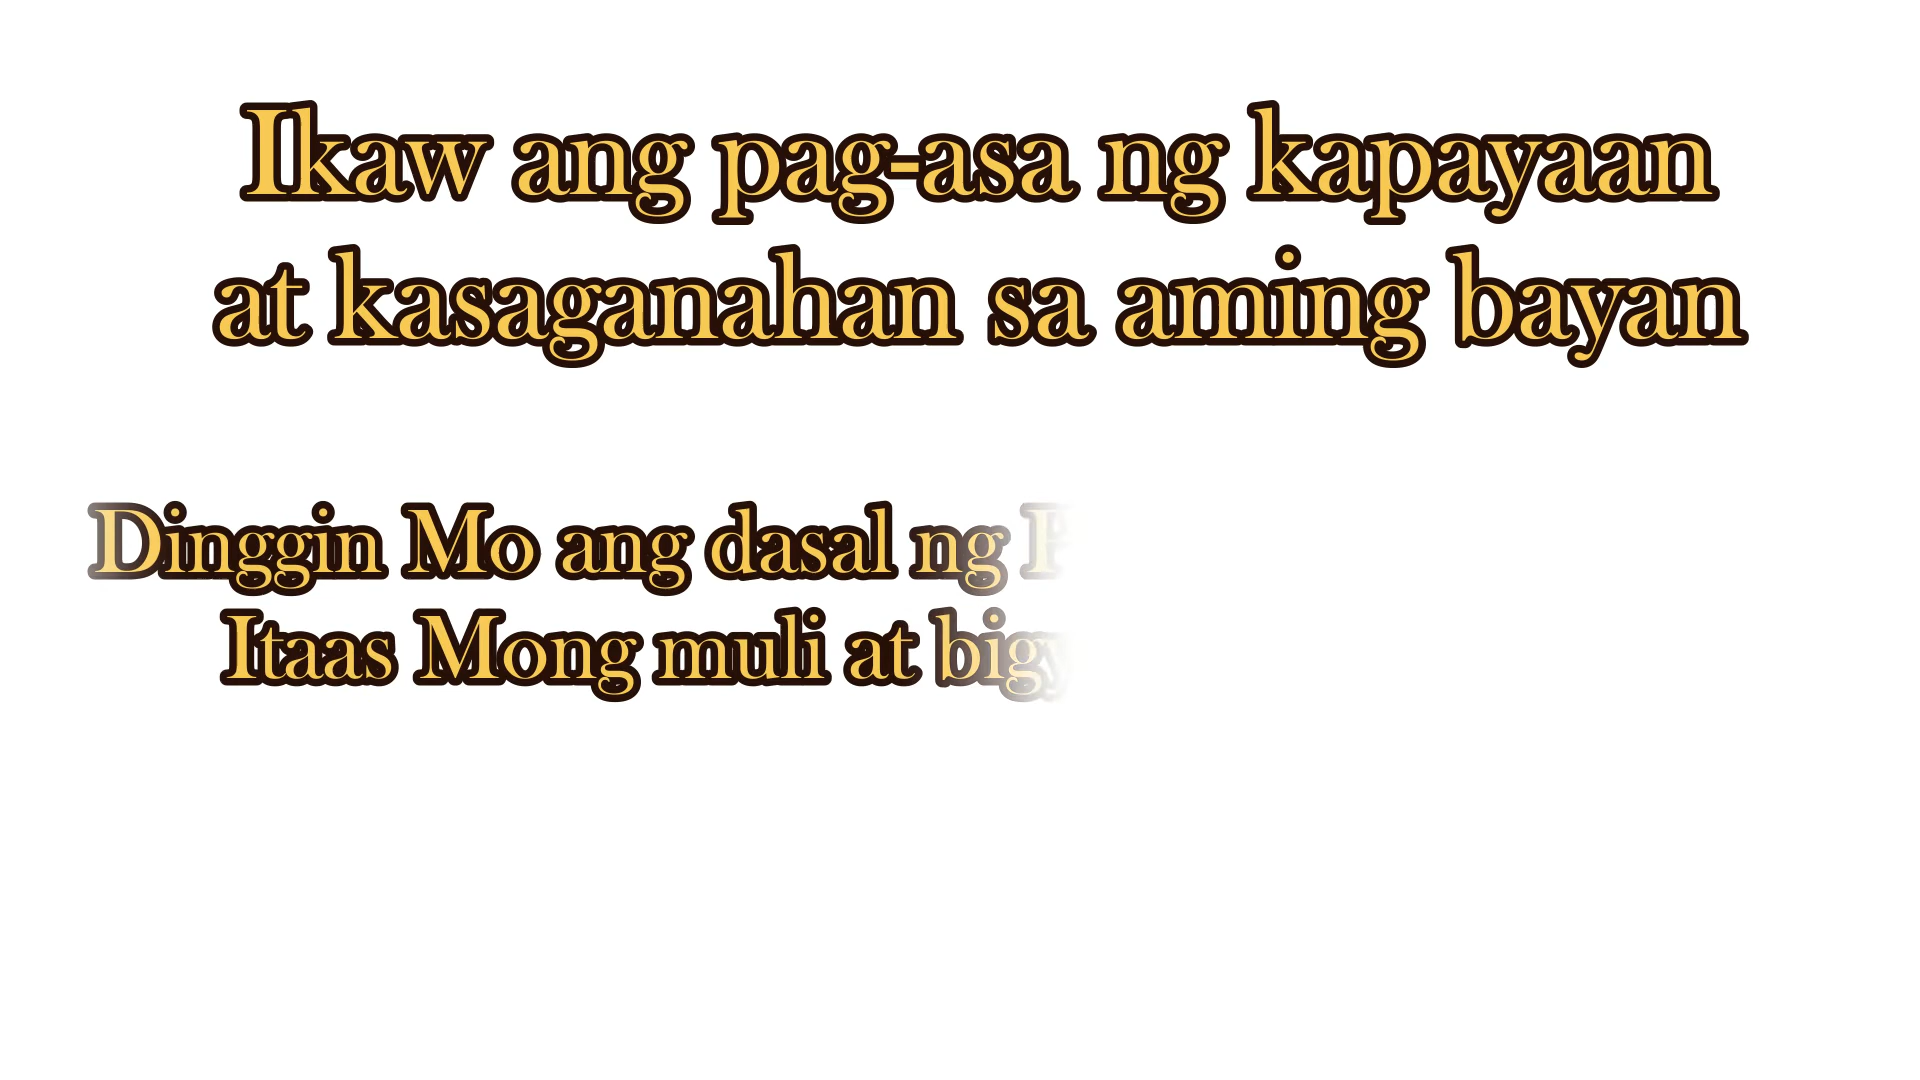 Ikaw ang pag-asa ng kapayaan
at kasaganahan sa aming bayan
Dinggin Mo ang dasal ng
Itaas Mong muli at